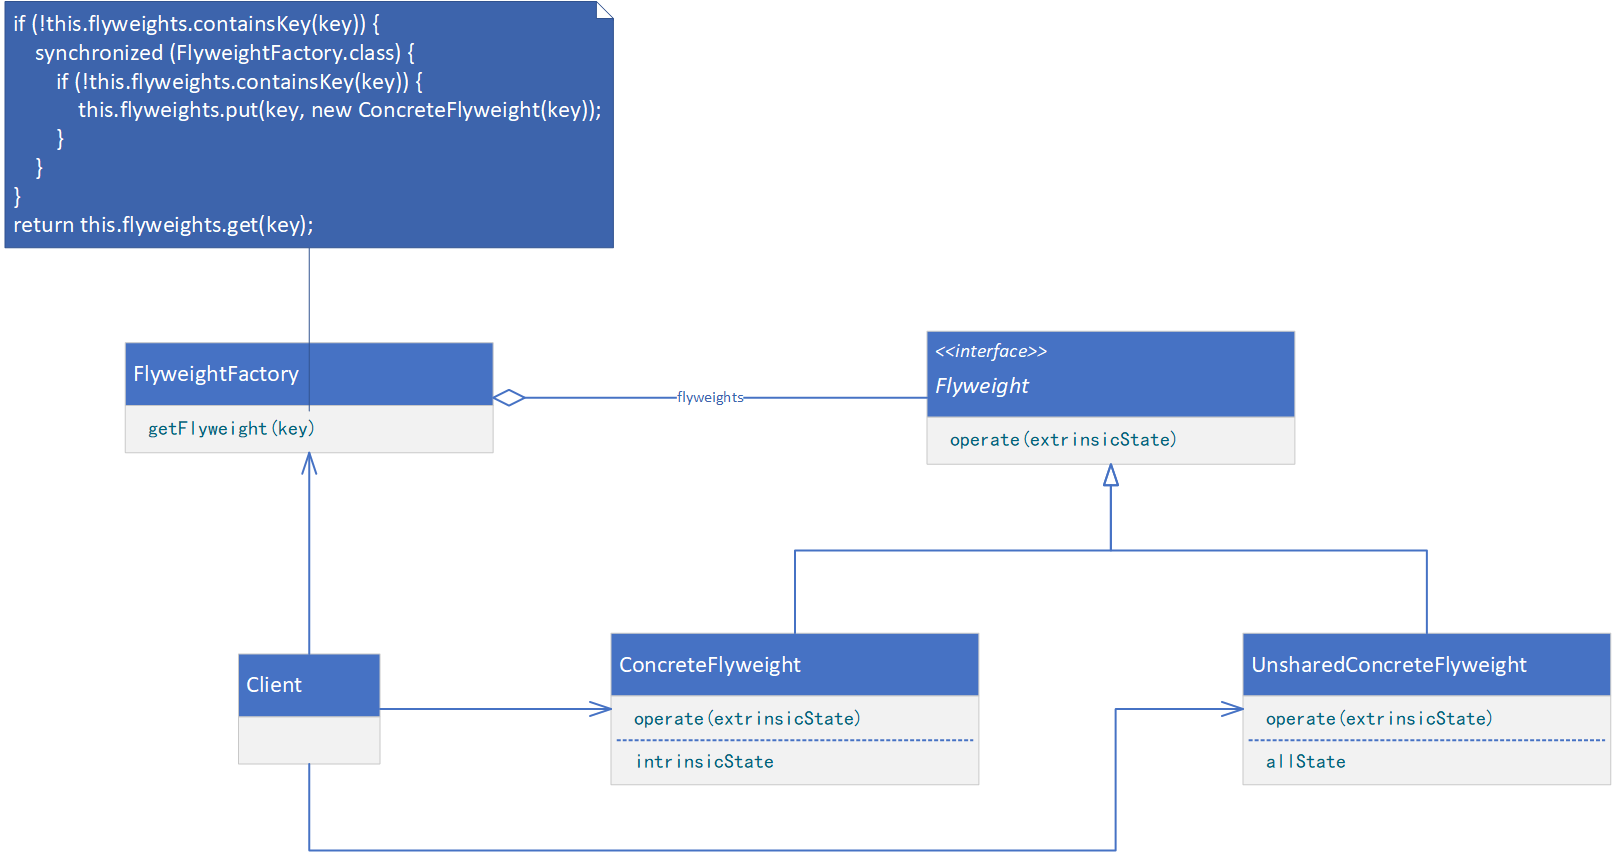 if (!this.flyweights.containsKey(key)) {
synchronized (FlyweightFactory.class) {
if (!this.flyweights.containsKey(key)) {
this.flyweights.put(key, new ConcreteFlyweight(key));
}
}
}
return this.flyweights.get(key);
FlyweightFactory
getFlyweight(key)
flyweights
<<interface>>
Flyweight
operate(extrinsicState)
Client
ConcreteFlyweight
operate(extrinsicState)
intrinsicState
UnsharedConcreteFlyweight
operate(extrinsicState)
allState